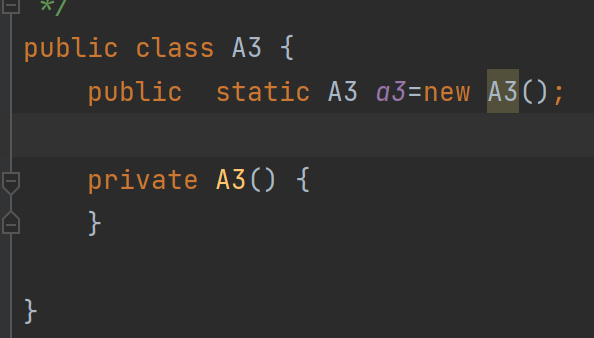 */
public class A3 {
public  static A3 a3=new A3();
private A3() {
}
}